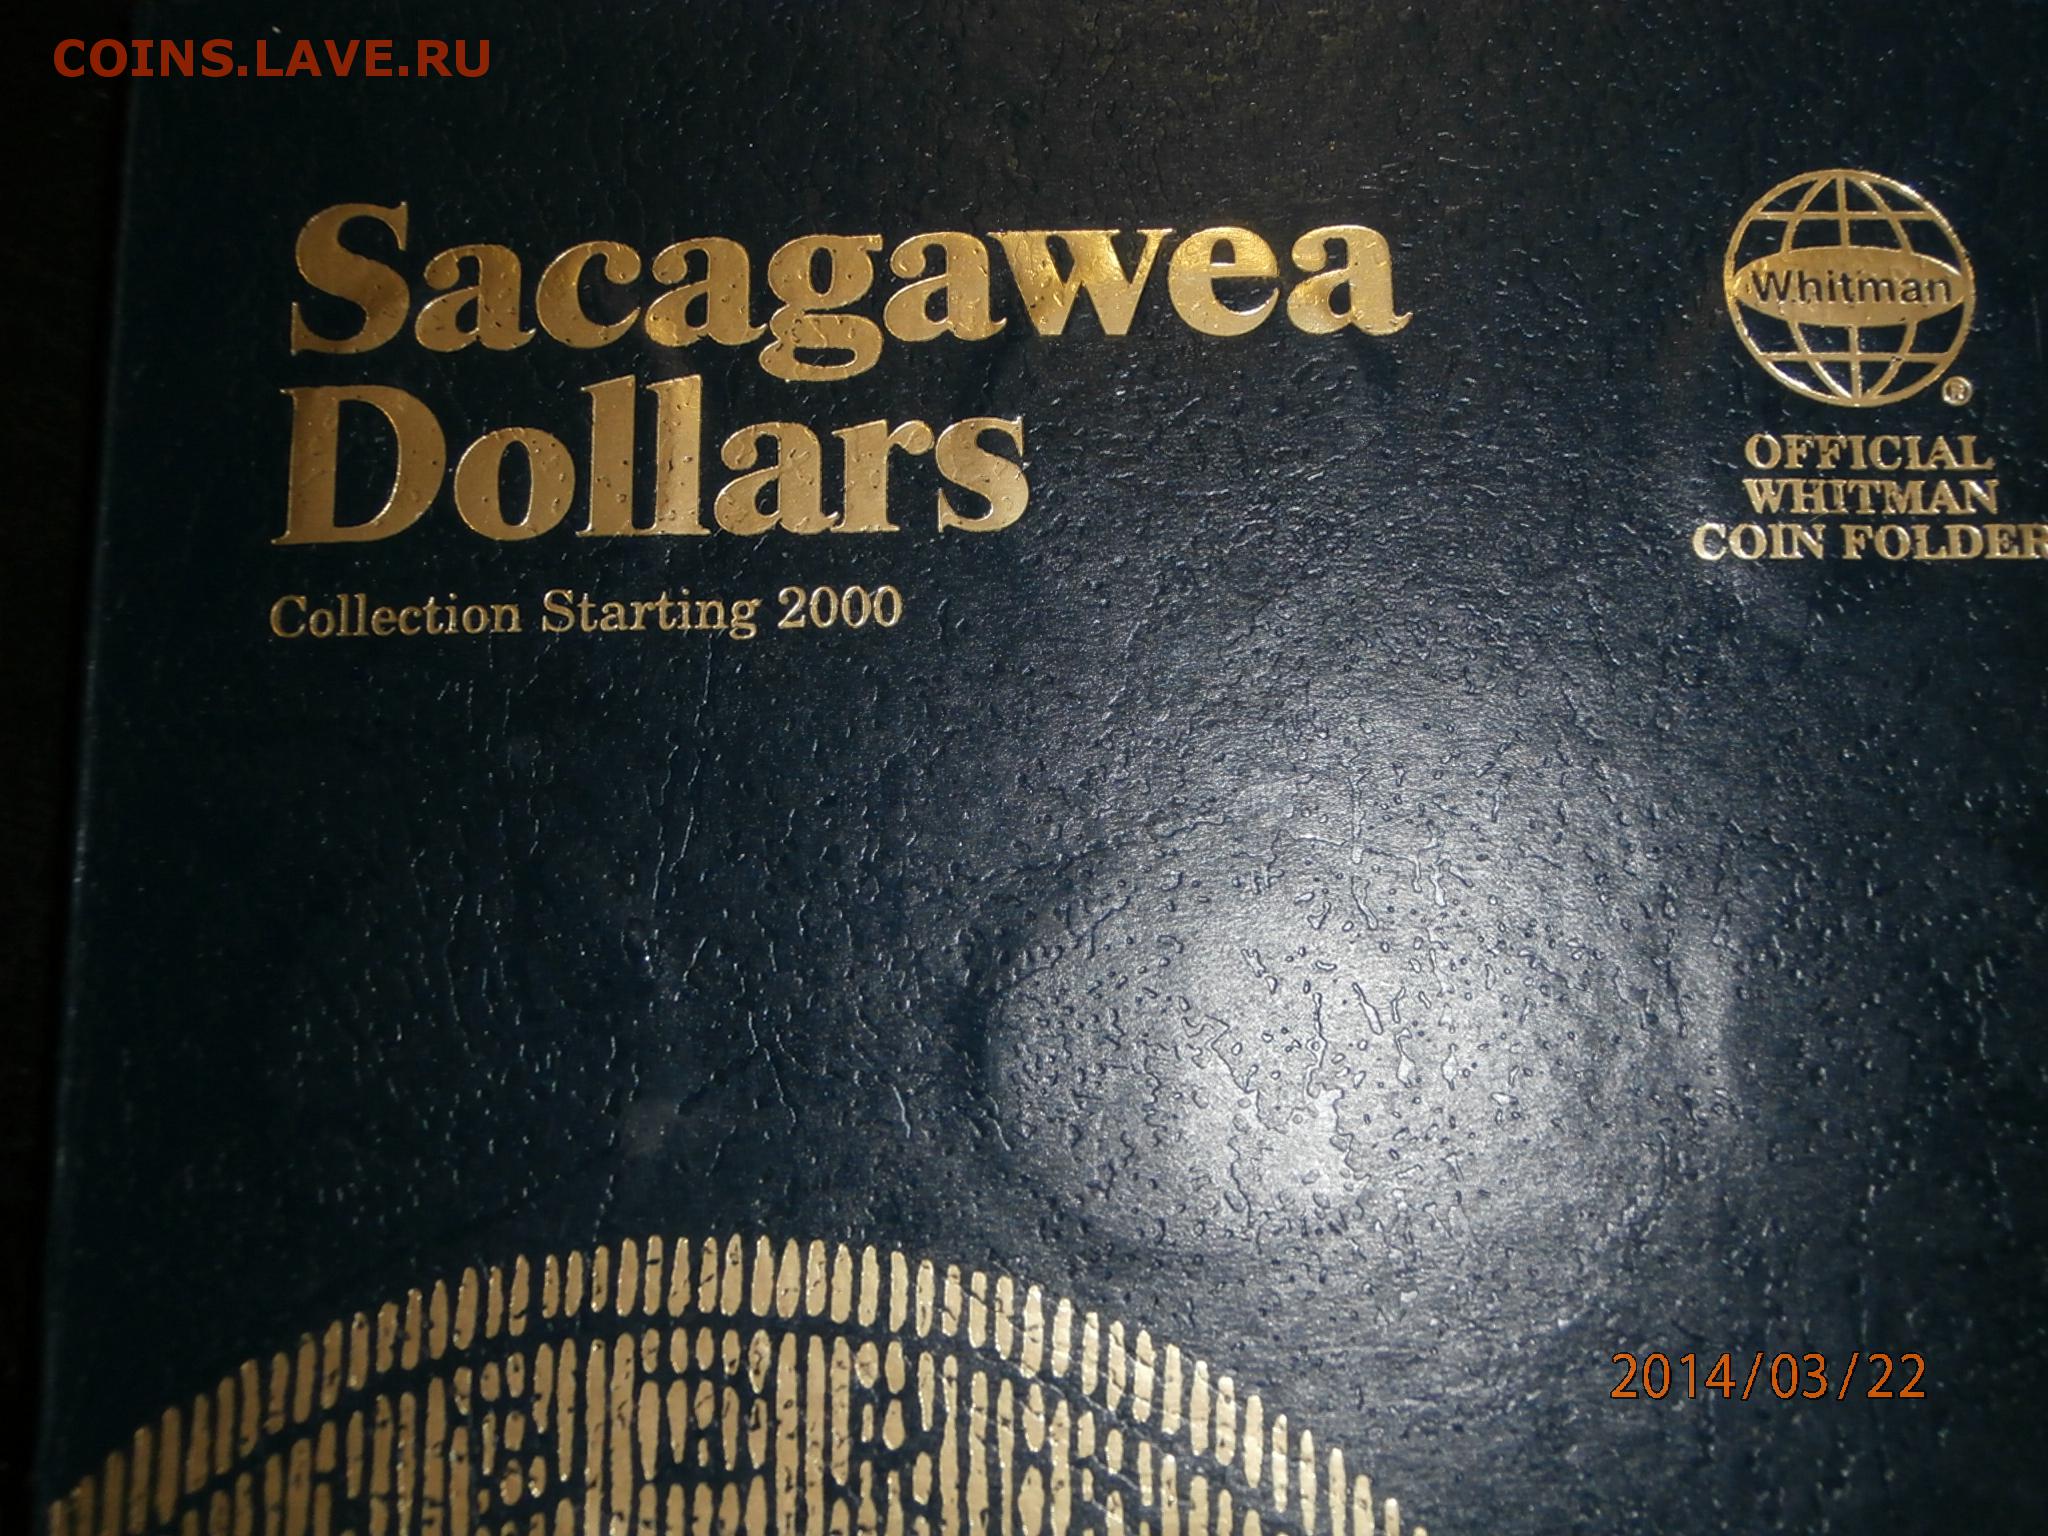 COINS.LAVE.RU
Sacagawea
Dollars
Collection Starting 2000
Whitman
®
OFFICIAL
WHITMAN
COIN FOLDER
2014/03/22